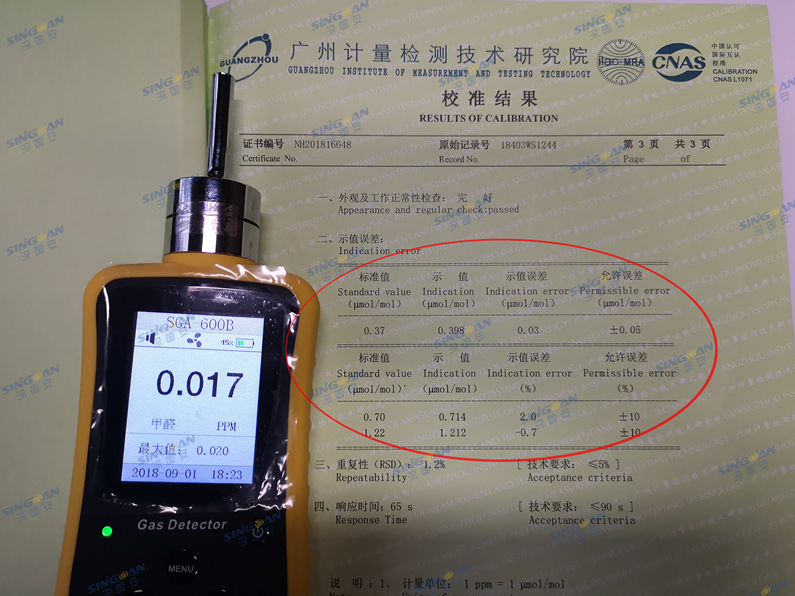 GUANGZHOU
广州计量检测技术研究院
GUANGZHOU INSTITUTE OF MEASUREMENT AND TESTING TECHNOLOGY
ilac-MRA
CNAS
中国认可
国际互认
校准
CALIBRATION
CNAS L1071
校准结果
RESULTS OF CALIBRATION
证书编号 NH201816648 原始记录号 18403WS1244 第 3 页 共 3 页
Certificate No. Record No. Page of
一、外观及工作正常性检查: 完 好
Appearance and regular check:passed
二、示值误差:
Indication error
标准值 示 值 示值误差 允许误差
Standard value Indication Indication error Permissible error
(μmol/mol) (μmol/mol) (μmol/mol) (μmol/mol)
0.37 0.398 0.03 ±0.05
标准值 示 值 示值误差 允许误差
Standard value Indication Indication error Permissible error
(μmol/mol) (μmol/mol) (%) (%)
0.70 0.714 2.0 ±10
1.22 1.212 -0.7 ±10
三、重复性 (RSD): 1.2% [ 技术要求: ≤5% ]
Repeatability Acceptance criteria
四、响应时间: 65 s [ 技术要求: ≤90 s ]
Response Time Acceptance criteria
说 明:1、 计量单位: 1 ppm = 1 μmol/mol
SGA 600B
48%
0.017
甲醛 PPM
最大值: 0.020
2018-09-01 18:23
Gas Detector
MENU
SINGOAN
深国安